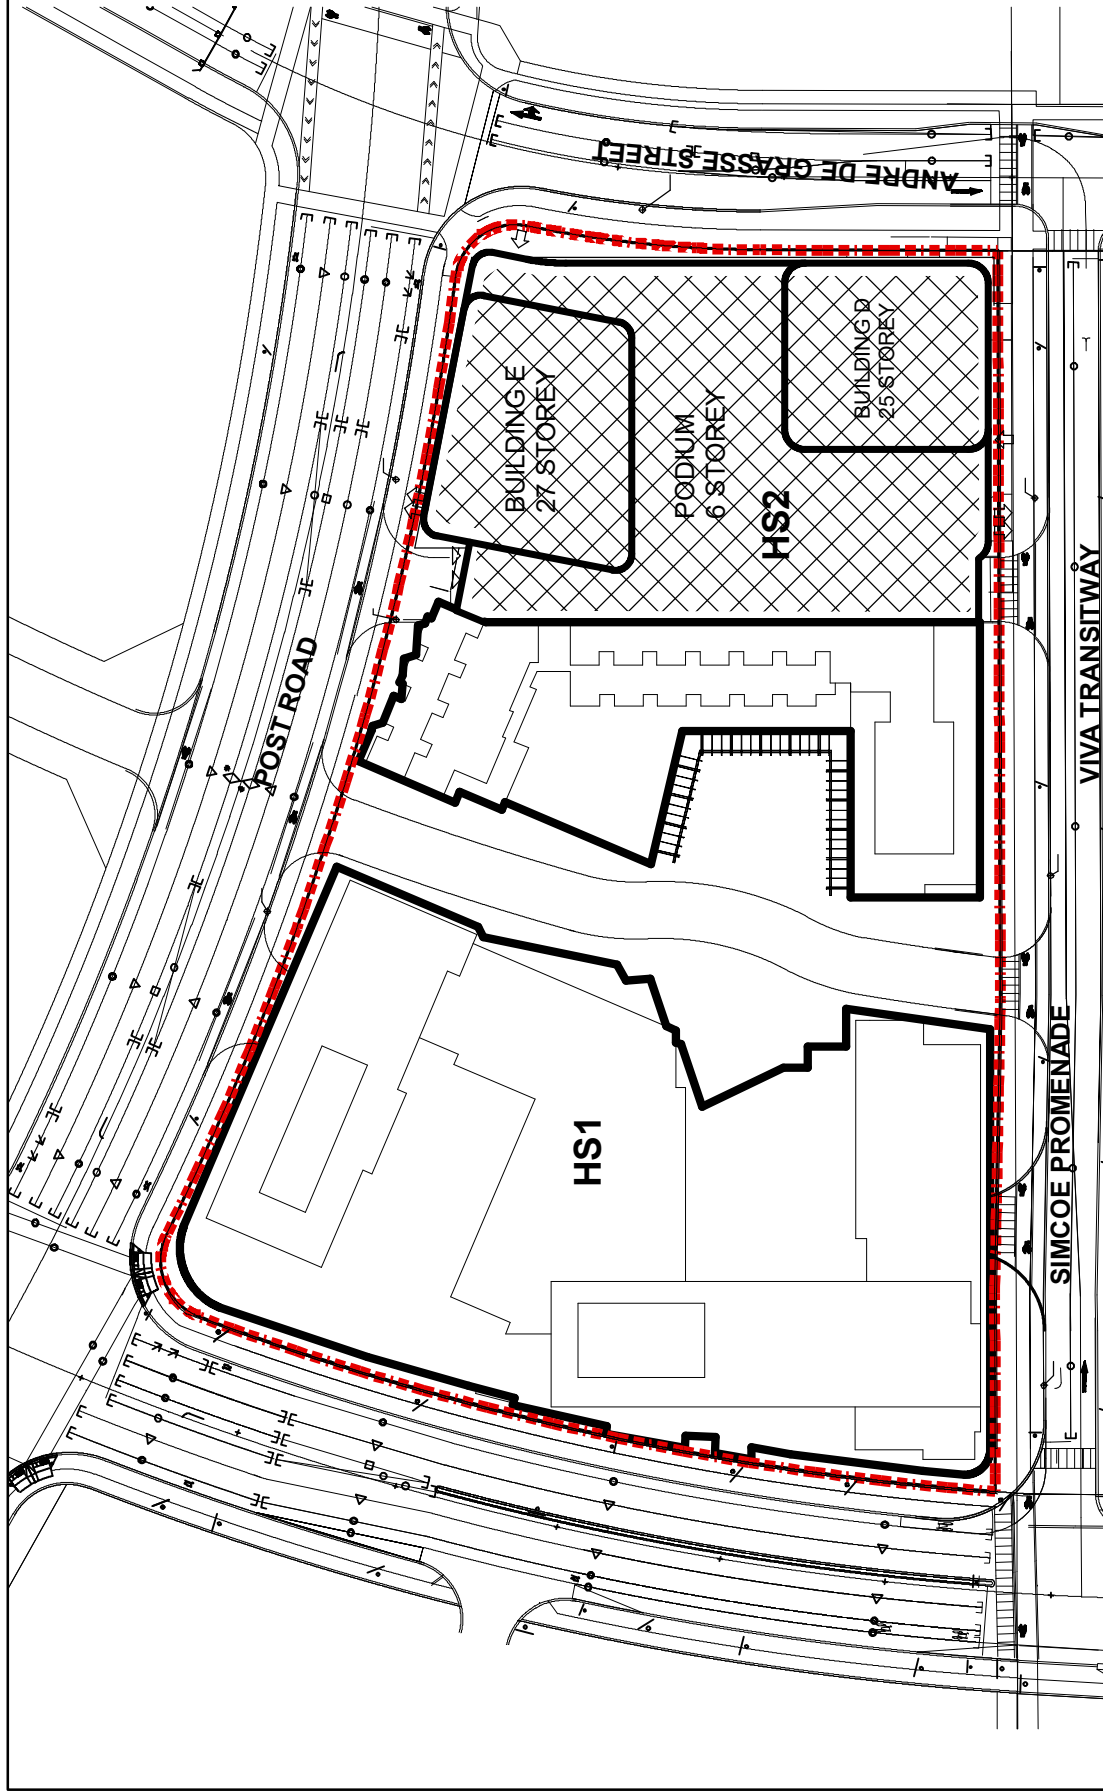 ANDRE DE GRASSE STREET
BUILDING E
27 STOREY
PODIUM
6 STOREY
HS2
BUILDING D
25 STOREY
POST ROAD
VIVA TRANSITWAY
HS1
SIMCOE PROMENADE